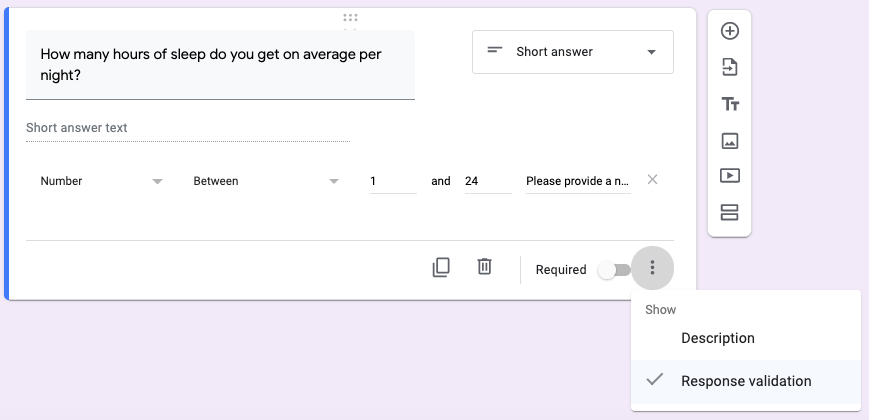 How many hours of sleep do you get on average per
night?
Short answer
Short answer text
Number
Between
1
and
24
Please provide a n...
Required
Show
Description
Response validation